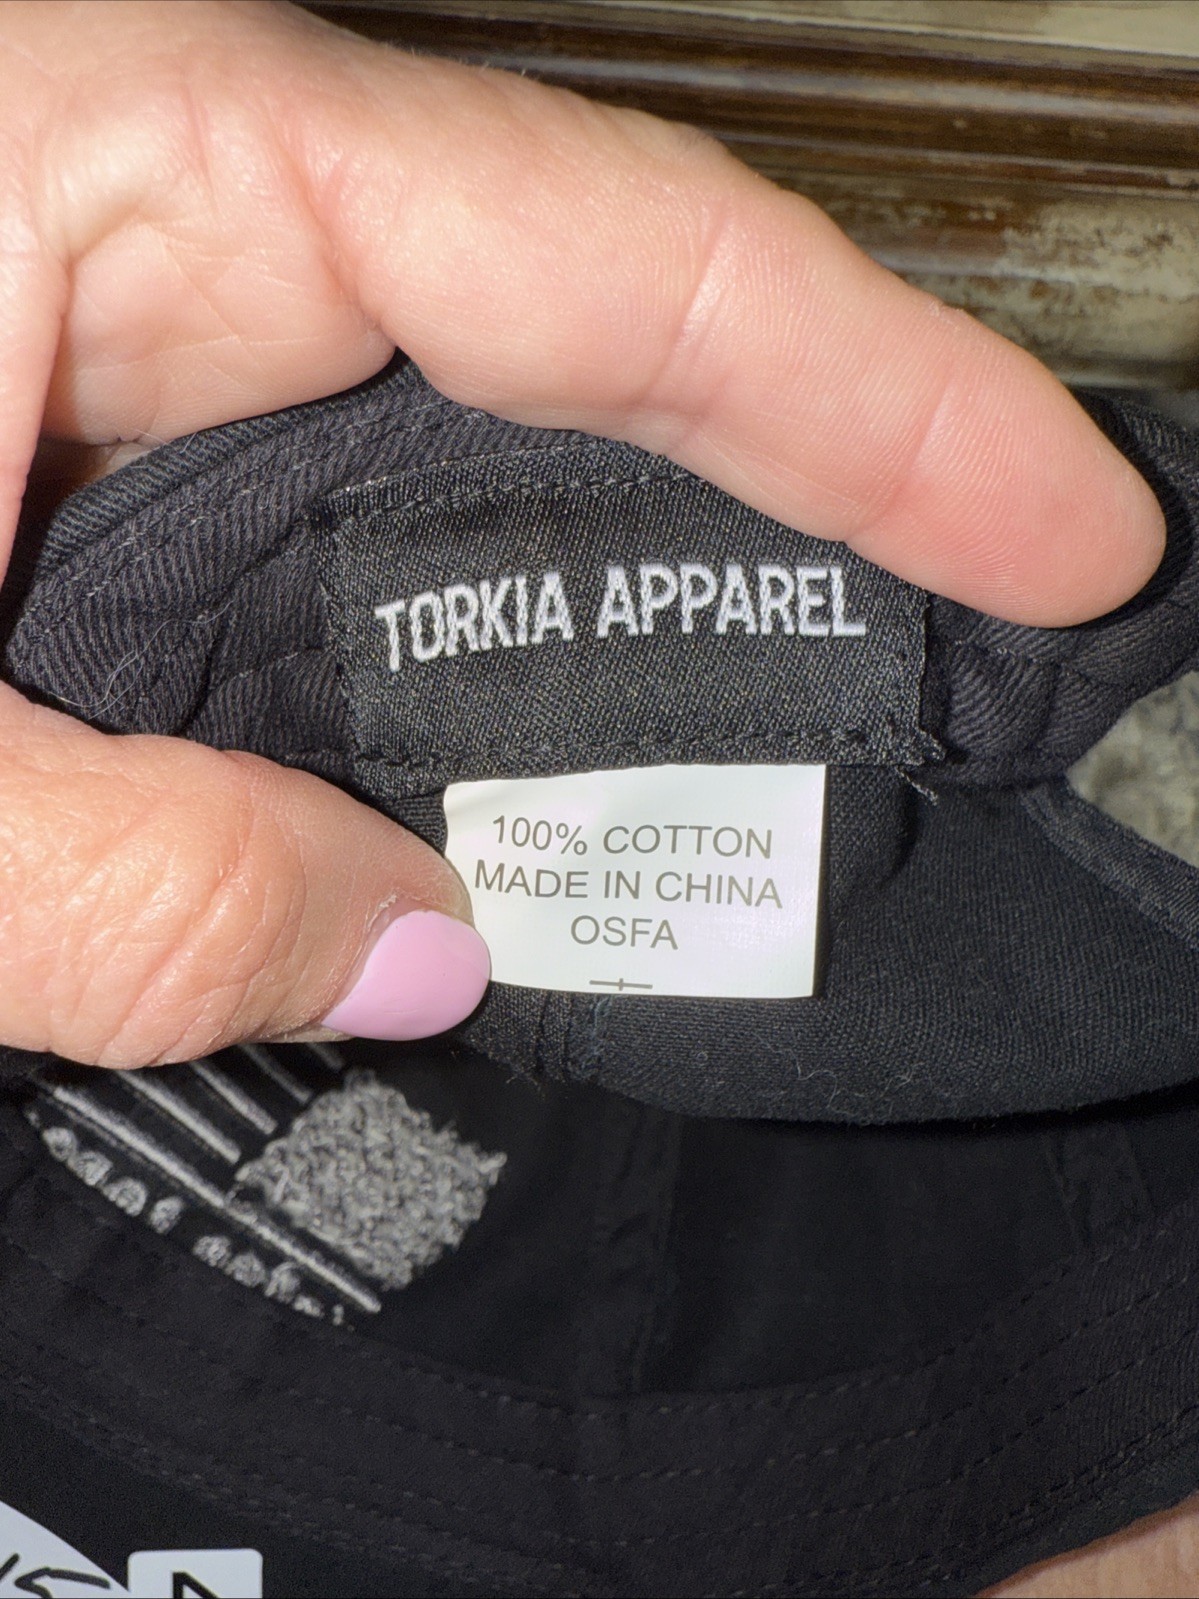 TORKIA APPAREL
100% COTTON
MADE IN CHINA
OSFA